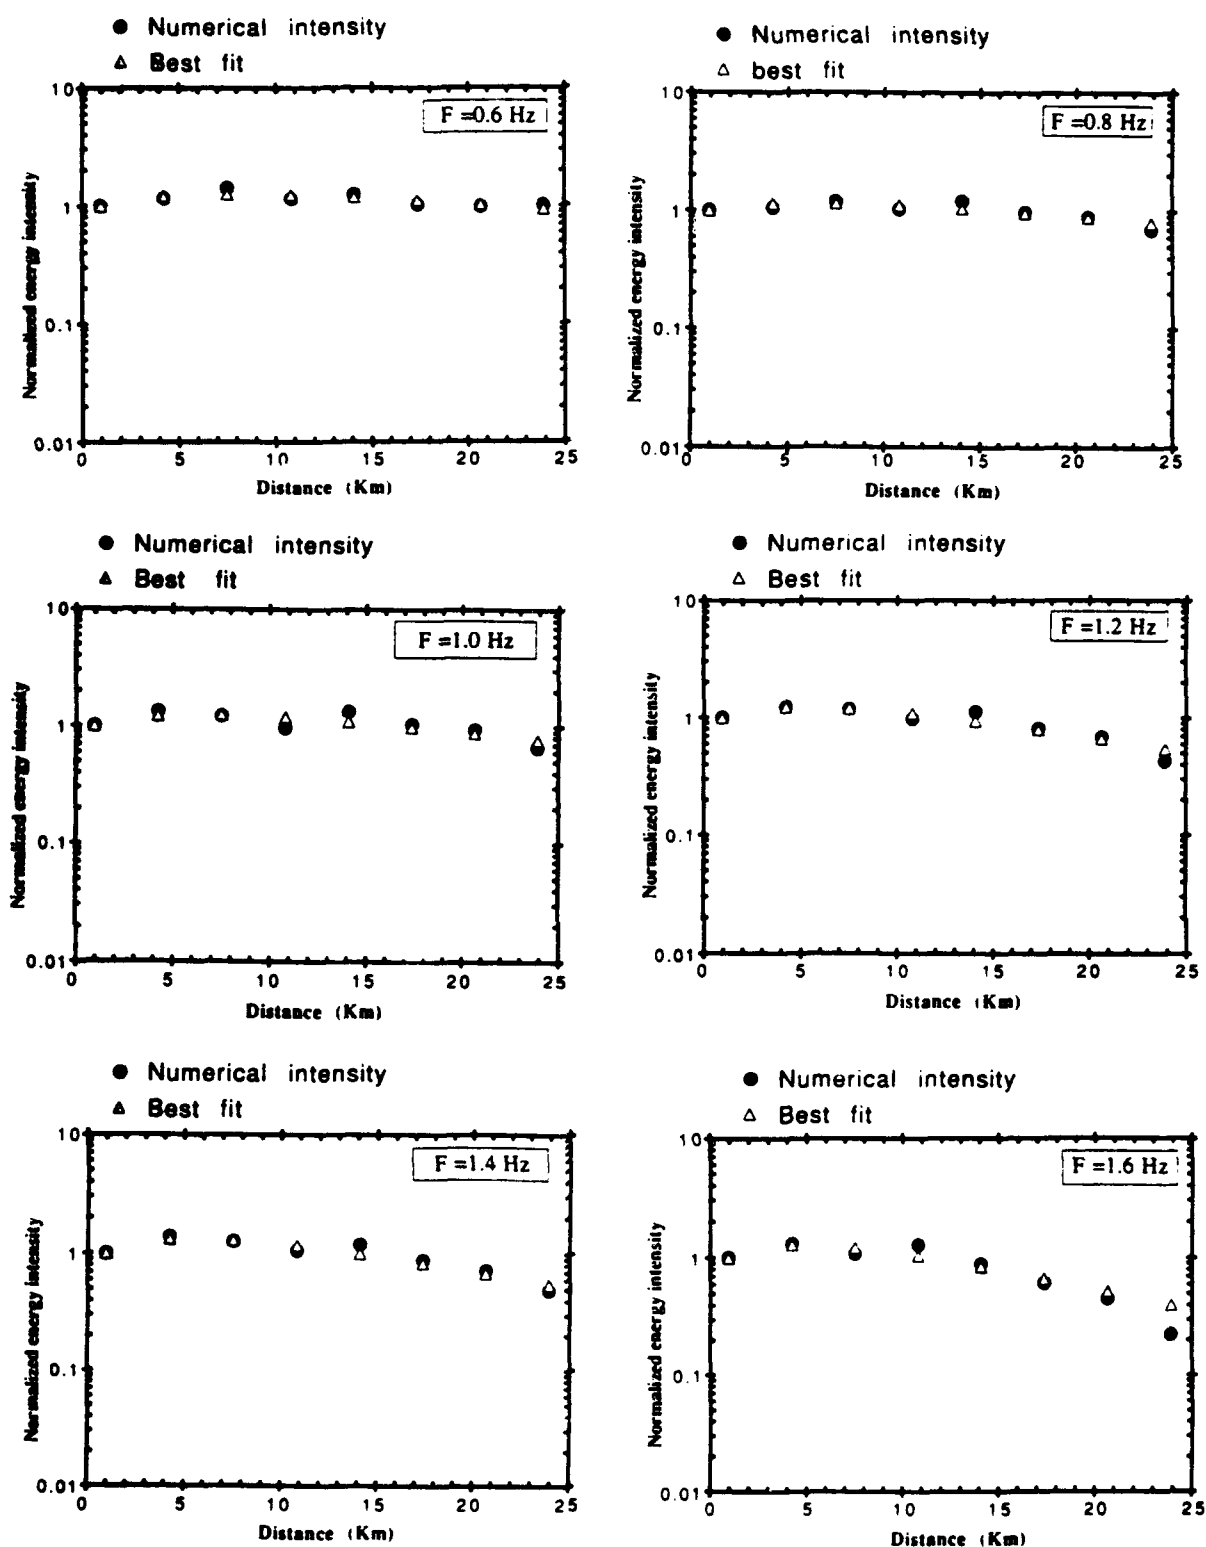 ● Numerical intensity
△ Best fit
F =0.6 Hz
10
1
0.1
0.01
Normalized energy intensity
0 5 10 15 20 25
Distance (Km)
● Numerical intensity
△ best fit
F =0.8 Hz
10
1
0.1
0.01
Normalized energy intensity
0 5 10 15 20 25
Distance (Km)
● Numerical intensity
△ Best fit
F =1.0 Hz
10
1
0.1
0.01
Normalized energy intensity
0 5 10 15 20 25
Distance (Km)
● Numerical intensity
△ Best fit
F =1.2 Hz
10
1
0.1
0.01
Normalized energy intensity
0 5 10 15 20 25
Distance (Km)
● Numerical intensity
△ Best fit
F =1.4 Hz
10
1
0.1
0.01
Normalized energy intensity
0 5 10 15 20 25
Distance (Km)
● Numerical intensity
△ Best fit
F =1.6 Hz
10
1
0.1
0.01
Normalized energy intensity
0 5 10 15 20 25
Distance (Km)